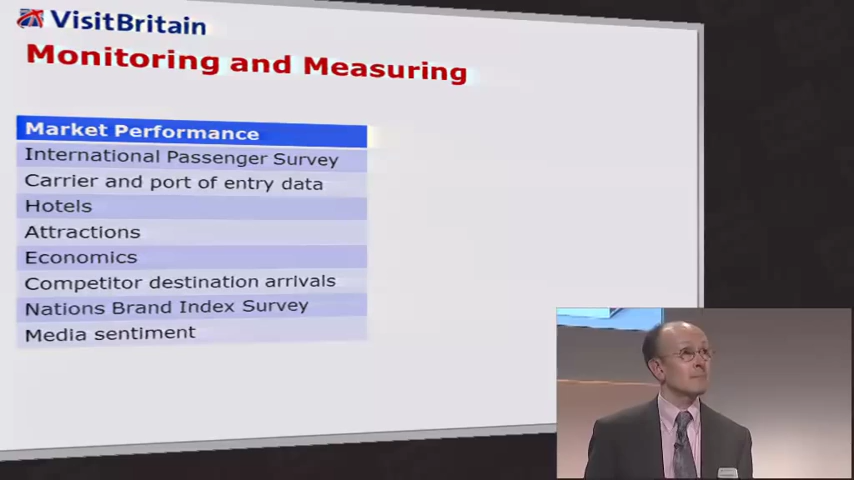 VisitBritain
Monitoring and Measuring
Market Performance
International Passenger Survey
Carrier and port of entry data
Hotels
Attractions
Economics
Competitor destination arrivals
Nations Brand Index Survey
Media sentiment